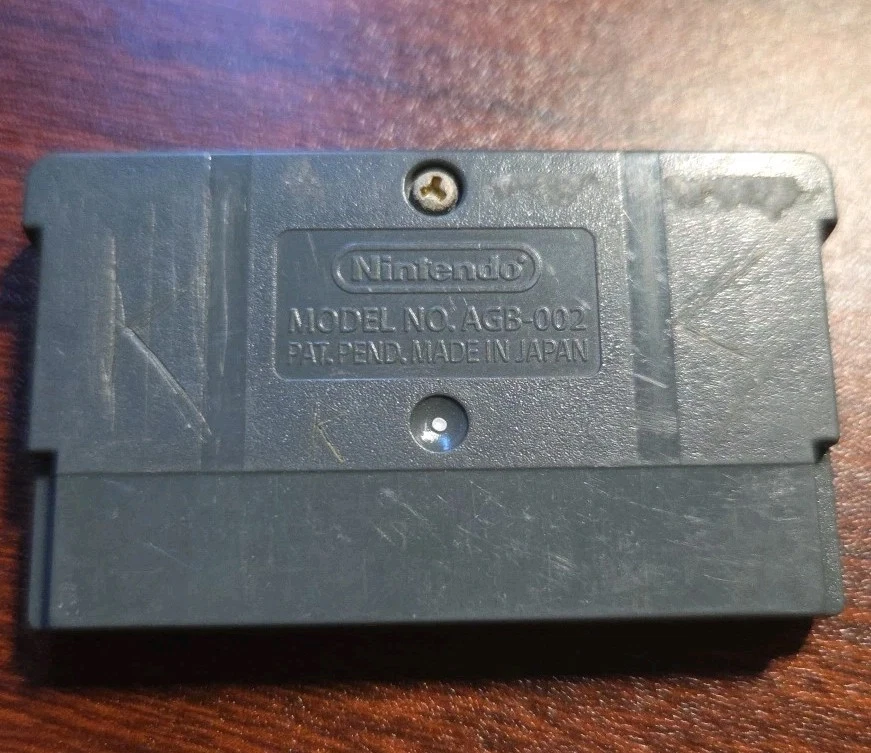 Nintendo®
MODEL NO. AGB-002
PAT. PEND. MADE IN JAPAN
K
K
K